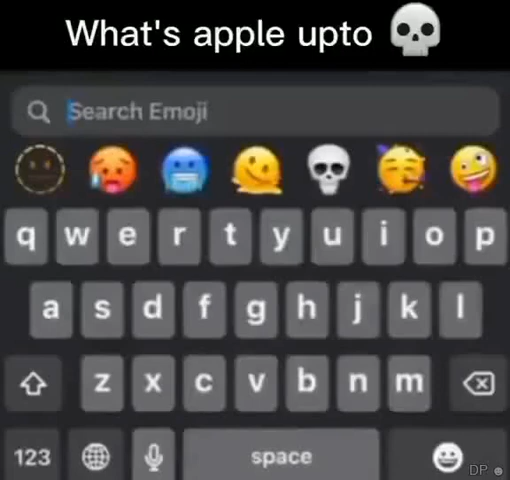 What's apple upto 💀
Search Emoji
q w e r t y u i o p
a s d f g h j k l
z x c v b n m
123 space
DP